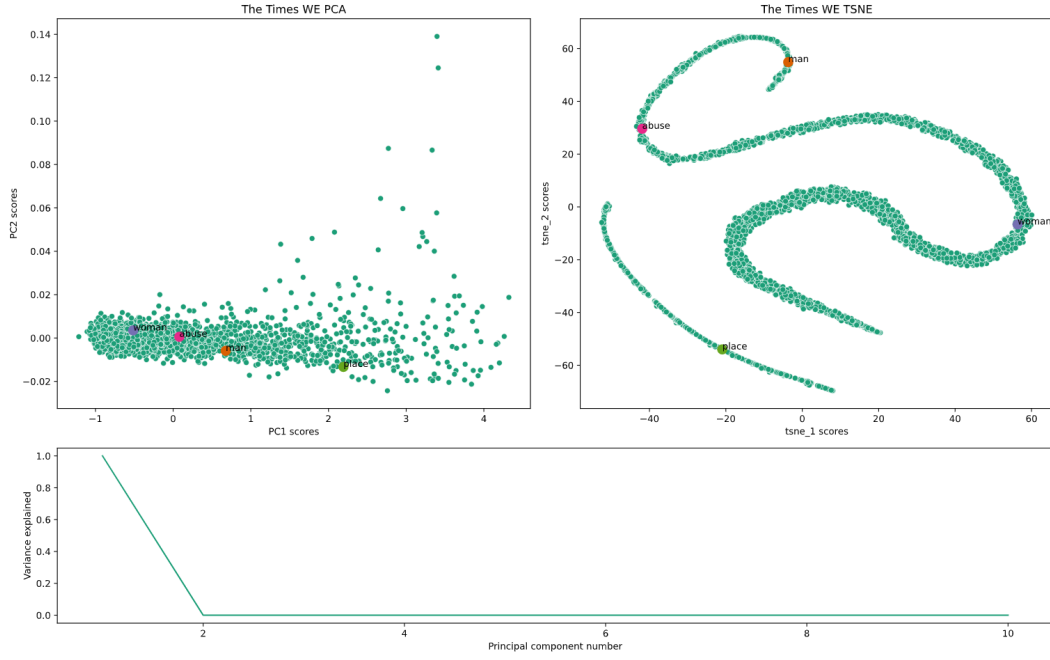 The Times WE PCA
The Times WE TSNE
0.14
0.12
0.10
0.08
0.06
0.04
0.02
0.00
−0.02
PC2 scores
woman
abuse
man
place
−1
0
1
2
3
4
PC1 scores
60
40
20
0
−20
−40
−60
tsne_2 scores
man
abuse
woman
place
−40
−20
0
20
40
60
tsne_1 scores
1.0
0.8
0.6
0.4
0.2
0.0
Variance explained
2
4
6
8
10
Principal component number